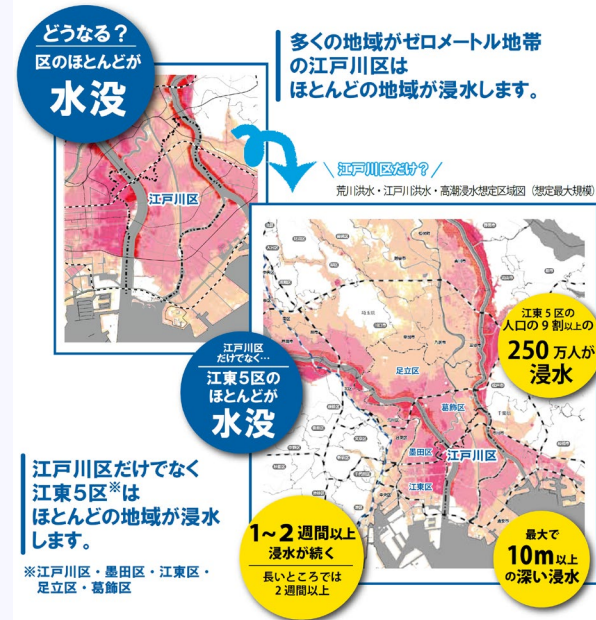 どうなる？
区のほとんどが
水没
多くの地域がゼロメートル地帯
の江戸川区は
ほとんどの地域が浸水します。
江戸川区
江戸川区だけ？
荒川洪水・江戸川洪水・高潮浸水想定区域図（想定最大規模）
江東５区の
人口の９割以上の
250万人が
浸水
埼玉県
足立区
葛飾区
墨田区
江戸川区
江東区
江戸川区
だけでなく…
江東5区の
ほとんどが
水没
江戸川区だけでなく
江東５区※は
ほとんどの地域が浸水
します。
※江戸川区・墨田区・江東区・
足立区・葛飾区
1~2週間以上
浸水が続く
長いところでは
２週間以上
最大で
10m以上
の深い浸水